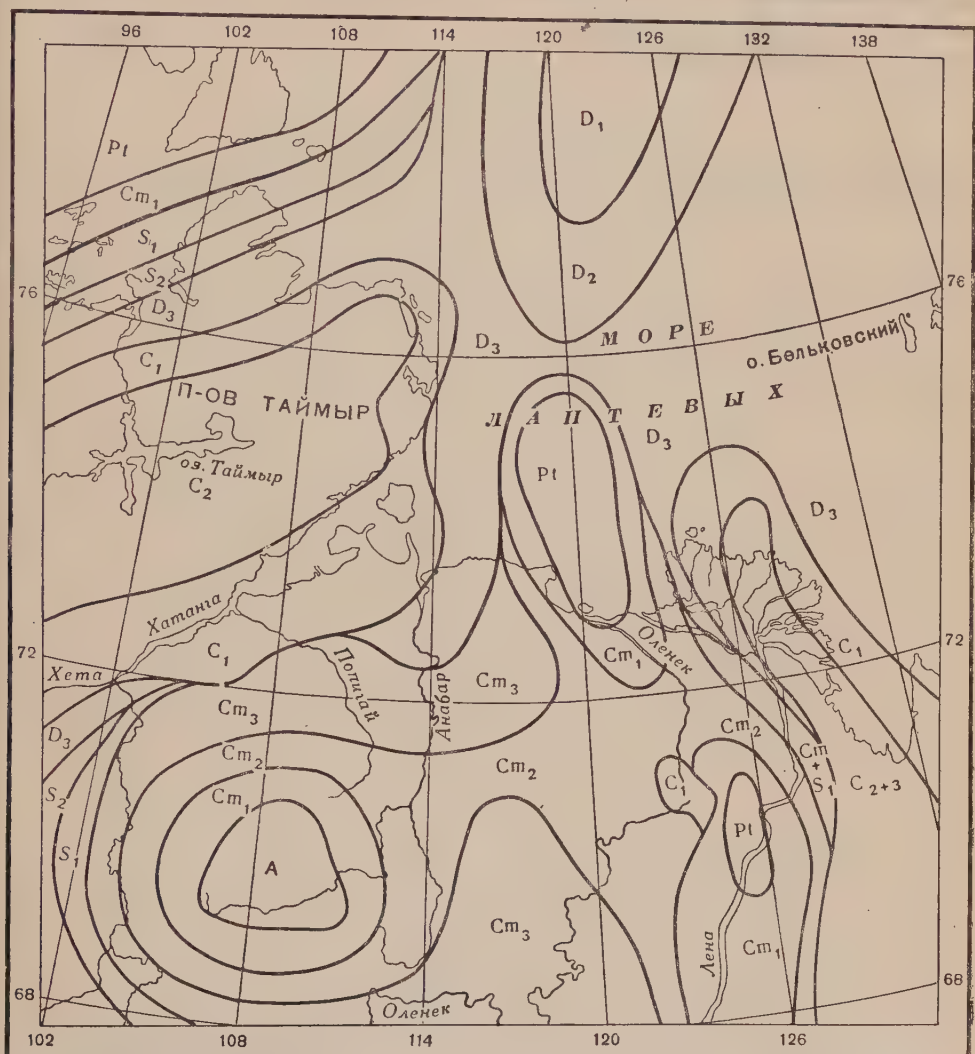 96 102 108 114 120 126 132 138
D₁
Pt
Cm₁
S₁
S₂
D₂
76 76
D₃
D₃
МОРЕ
о. Бельковский
C₁
П-ОВ ТАЙМЫР
ЛАПТЕВЫХ
D₃
оз. Таймыр
C₂
Pt
D₃
Хатанга
Оленек
72 72
C₁
Попигай
Cm₁
C₁
Хета
Cm₃
Анабар
Cm₃
D₃
Cm₂
Cm₂
Cm₂
Cm
+
S₁
C₂₊₃
S₂
Cm₁
C₁
Pt
S₁
A
Cm₃
Лена
Cm₁
68 68
Оленек
102 108 114 120 126